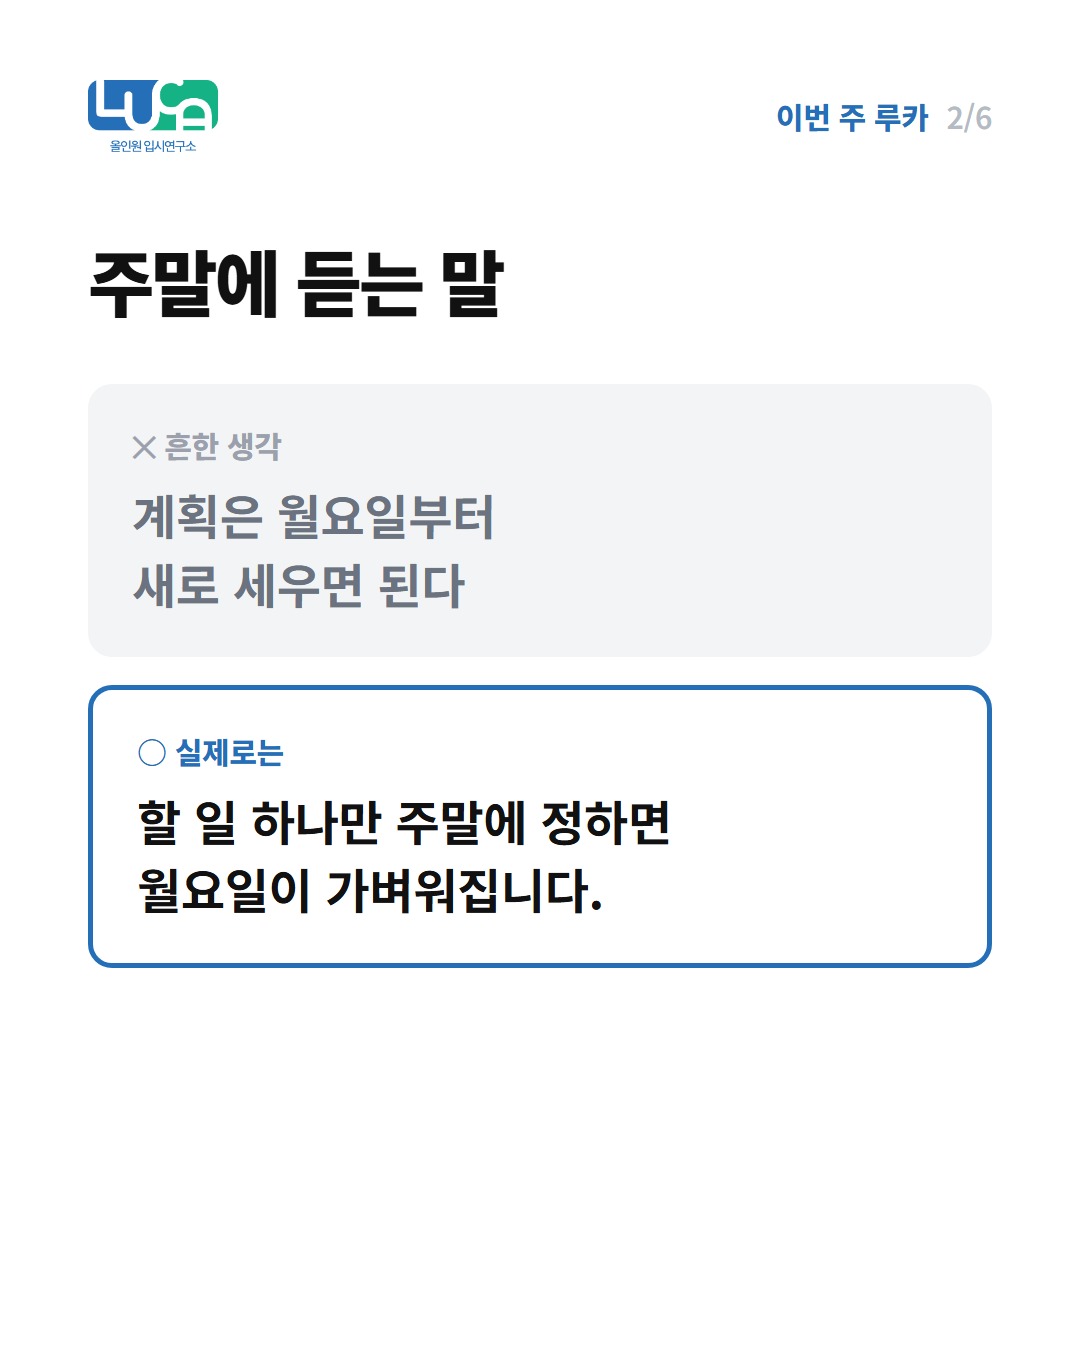 LUCA
올인원 입시연구소
이번 주 루카 2/6
주말에 듣는 말
× 흔한 생각
계획은 월요일부터
새로 세우면 된다
○ 실제로는
할 일 하나만 주말에 정하면
월요일이 가벼워집니다.